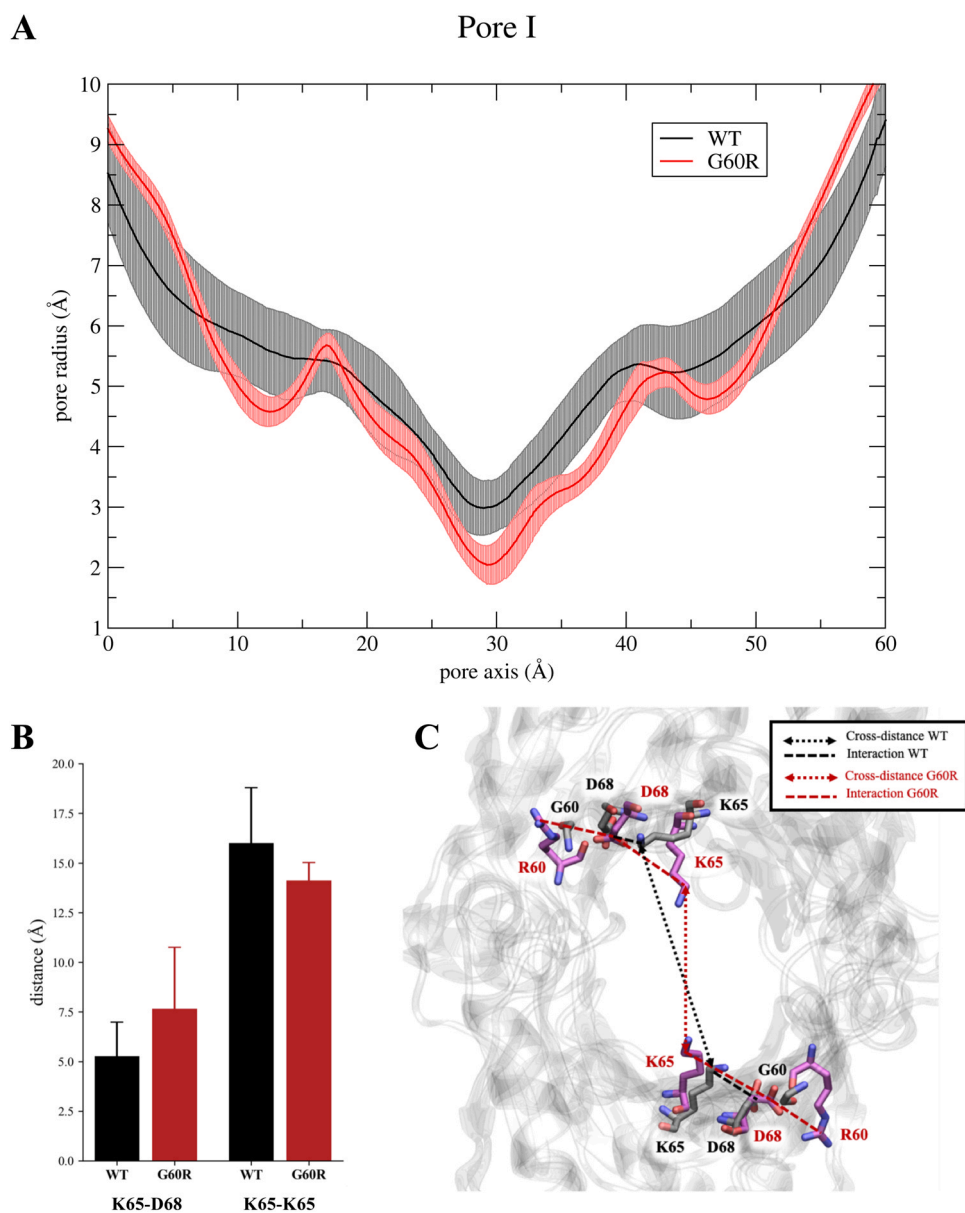 A
Pore I
10
9
8
7
6
5
4
3
2
1
pore radius (Å)
WT
G60R
0 10 20 30 40 50 60
pore axis (Å)
B
20.0
17.5
15.0
12.5
10.0
7.5
5.0
2.5
0.0
distance (Å)
WT G60R WT G60R
K65-D68 K65-K65
C
Cross-distance WT
Interaction WT
Cross-distance G60R
Interaction G60R
D68 D68 K65
G60
R60 K65
K65 G60
K65 D68 D68 R60